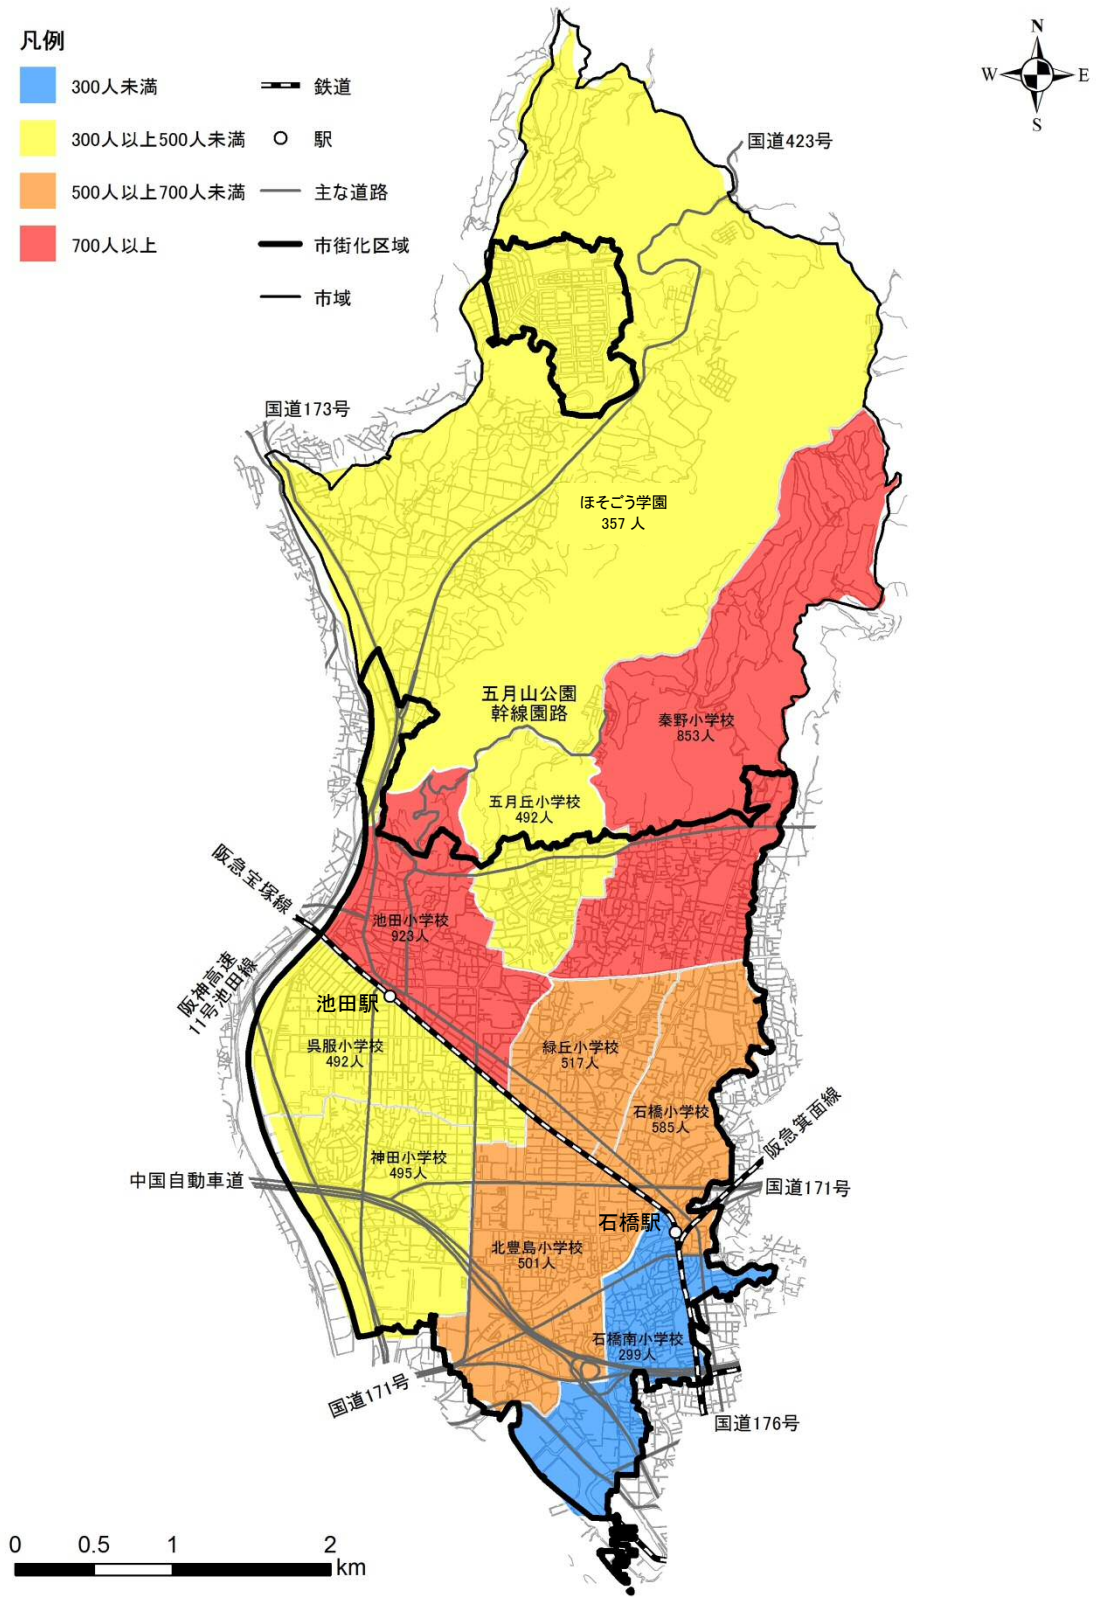 凡例
300人未満
300人以上500人未満
500人以上700人未満
700人以上
鉄道
駅
主な道路
市街化区域
市域
N
W
E
S
国道423号
国道173号
ほそごう学園
357 人
五月山公園
幹線園路
秦野小学校
853人
五月丘小学校
492人
阪急宝塚線
池田小学校
923人
阪神高速
11号池田線
池田駅
呉服小学校
492人
緑丘小学校
517人
石橋小学校
585人
阪急箕面線
神田小学校
495人
中国自動車道
国道171号
石橋駅
北豊島小学校
501人
石橋南小学校
299人
国道171号
国道176号
0 0.5 1 2
km